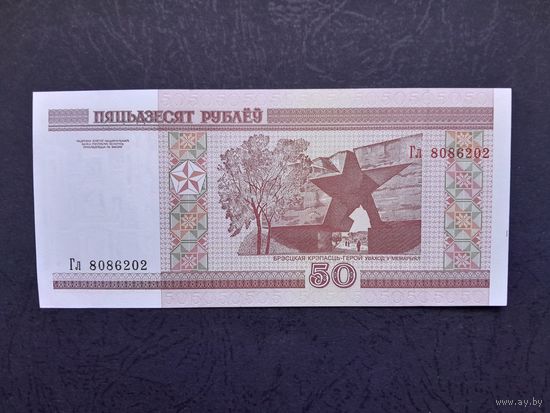 ПЯЦЬДЗЕСЯТ РУБЛЁЎ
Гл 8086202
Гл 8086202
БРЭСЦКАЯ КРЭПАСЦЬ-ГЕРОЙ УВАХОД У МЕМАРЫЯЛ
50
www.ay.by